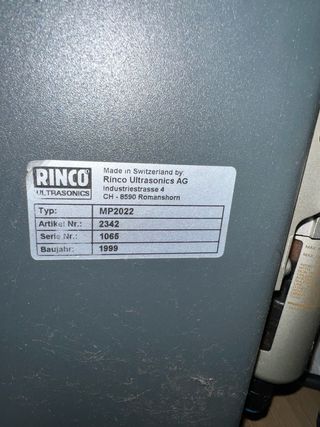 RINCO
ULTRASONICS
Made in Switzerland by:
Rinco Ultrasonics AG
Industriestrasse 4
CH - 8590 Romanshorn
Typ: MP2022
Artikel Nr.: 2342
Serie Nr.: 1065
Baujahr: 1999